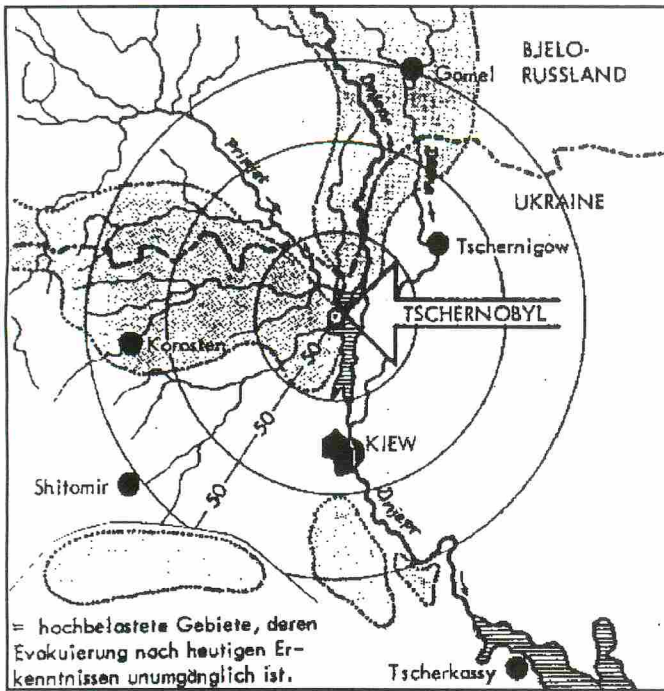 BJELO-
RUSSLAND
Gomel
Dnjepr
Pripjet
UKRAINE
Tschernigow
TSCHERNOBYL
Korosten
50
50
50
KIEW
Shitomir
Dnjepr
= hochbelastete Gebiete, deren
Evakuierung nach heutigen Er-
kenntnissen unumgänglich ist.
Tscherkassy